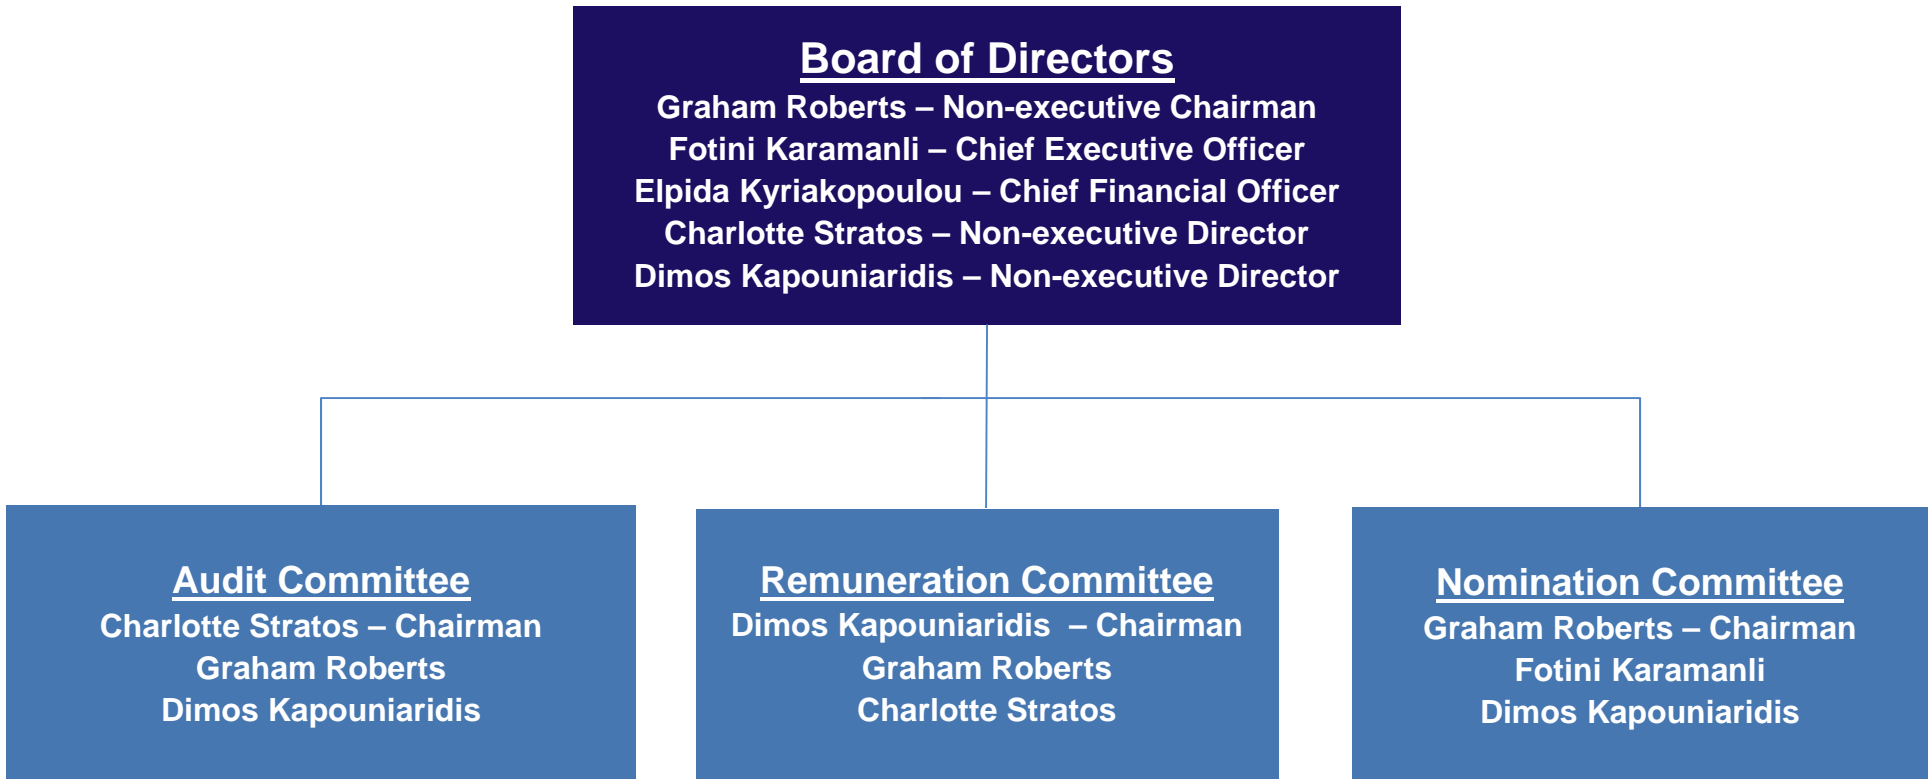 Board of Directors
Graham Roberts – Non-executive Chairman
Fotini Karamanli – Chief Executive Officer
Elpida Kyriakopoulou – Chief Financial Officer
Charlotte Stratos – Non-executive Director
Dimos Kapouniaridis – Non-executive Director
Audit Committee
Charlotte Stratos – Chairman
Graham Roberts
Dimos Kapouniaridis
Remuneration Committee
Dimos Kapouniaridis – Chairman
Graham Roberts
Charlotte Stratos
Nomination Committee
Graham Roberts – Chairman
Fotini Karamanli
Dimos Kapouniaridis